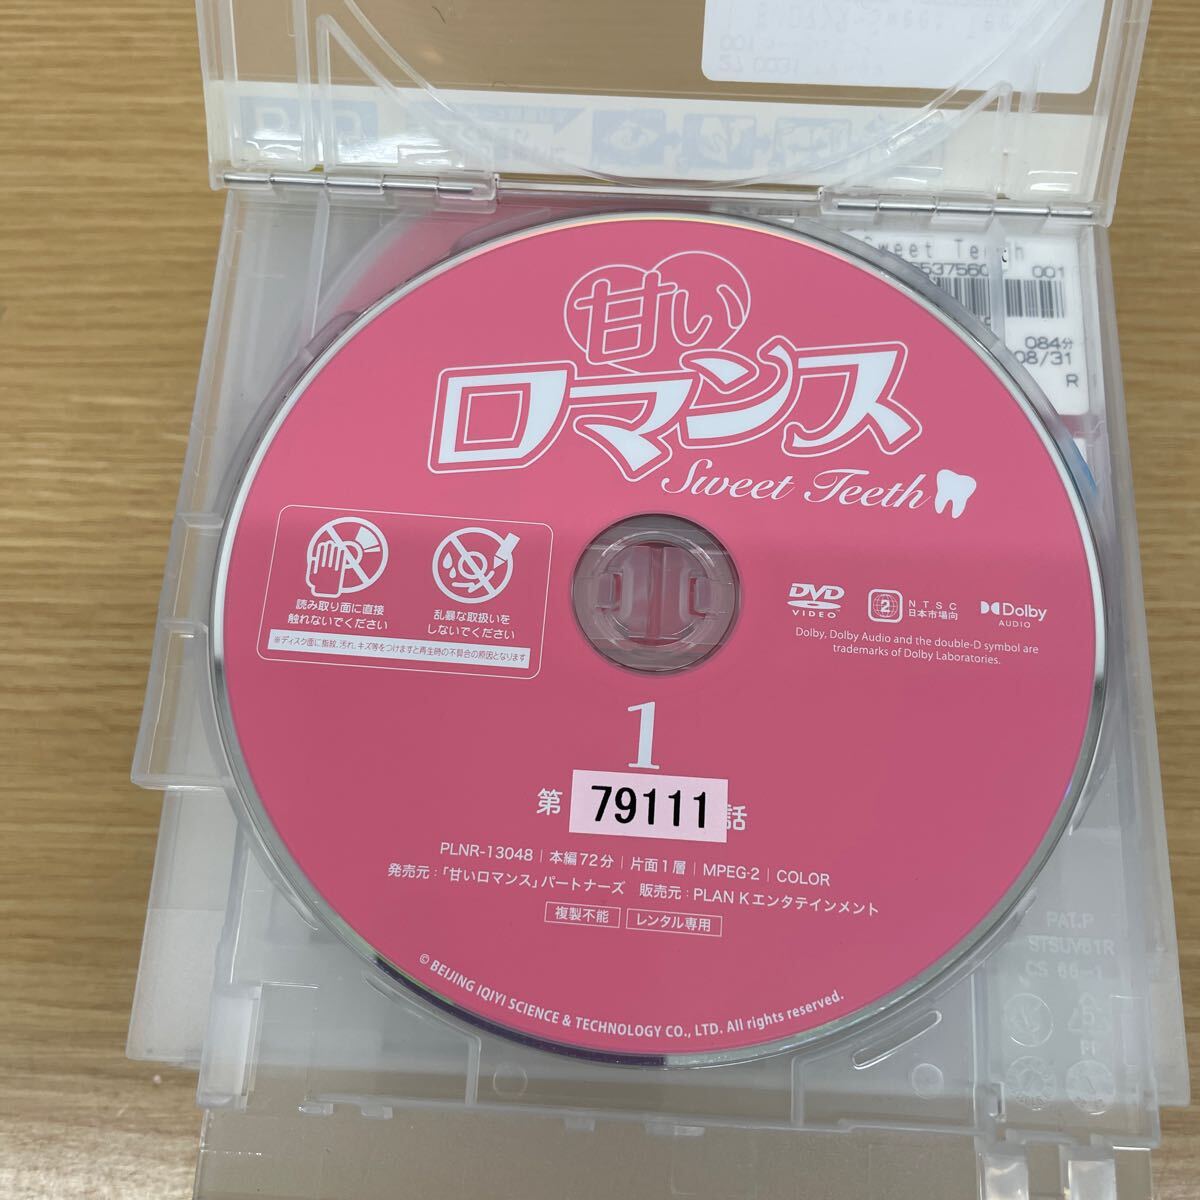 Sweet Teeth
001
084分
08/31
R
甘い
ロマンス
Sweet Teeth
読み取り面に直接
触れないでください
乱暴な取扱いを
しないでください
※ディスク面に指紋、汚れ、キズ等をつけますと再生時の不具合の原因となります
DVD
VIDEO
2
NTSC
日本市場向
Dolby
AUDIO
Dolby, Dolby Audio and the double-D symbol are
trademarks of Dolby Laboratories.
1
第 79111 話
PLNR-13048 | 本編72分 | 片面1層 | MPEG-2 | COLOR
発売元:「甘いロマンス」パートナーズ 販売元:PLAN Kエンタテインメント
複製不能 レンタル専用
© BEIJING IQIYI SCIENCE & TECHNOLOGY CO., LTD. All rights reserved.
PAT.P
CS 66-1